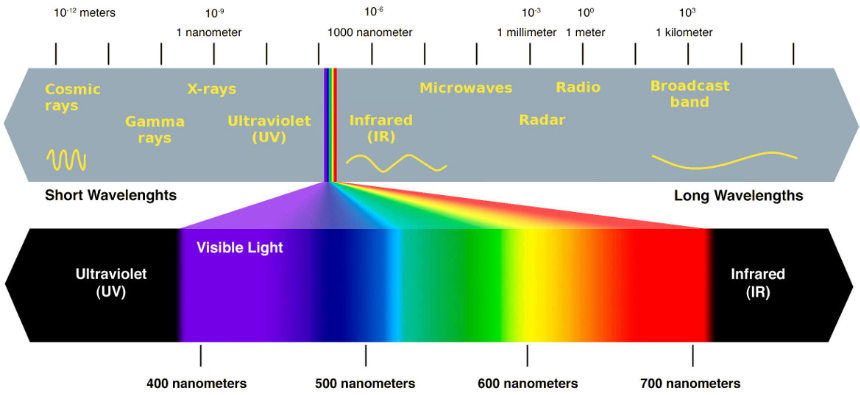 10-12 meters
10-9
10-6
10-3
100
103
1 nanometer
1000 nanometer
1 millimeter
1 meter
1 kilometer
Cosmic
rays
X-rays
Microwaves
Radio
Broadcast
band
Gamma
rays
Ultraviolet
(UV)
Infrared
(IR)
Radar
Short Wavelenghts
Long Wavelengths
Visible Light
Ultraviolet
(UV)
Infrared
(IR)
400 nanometers
500 nanometers
600 nanometers
700 nanometers